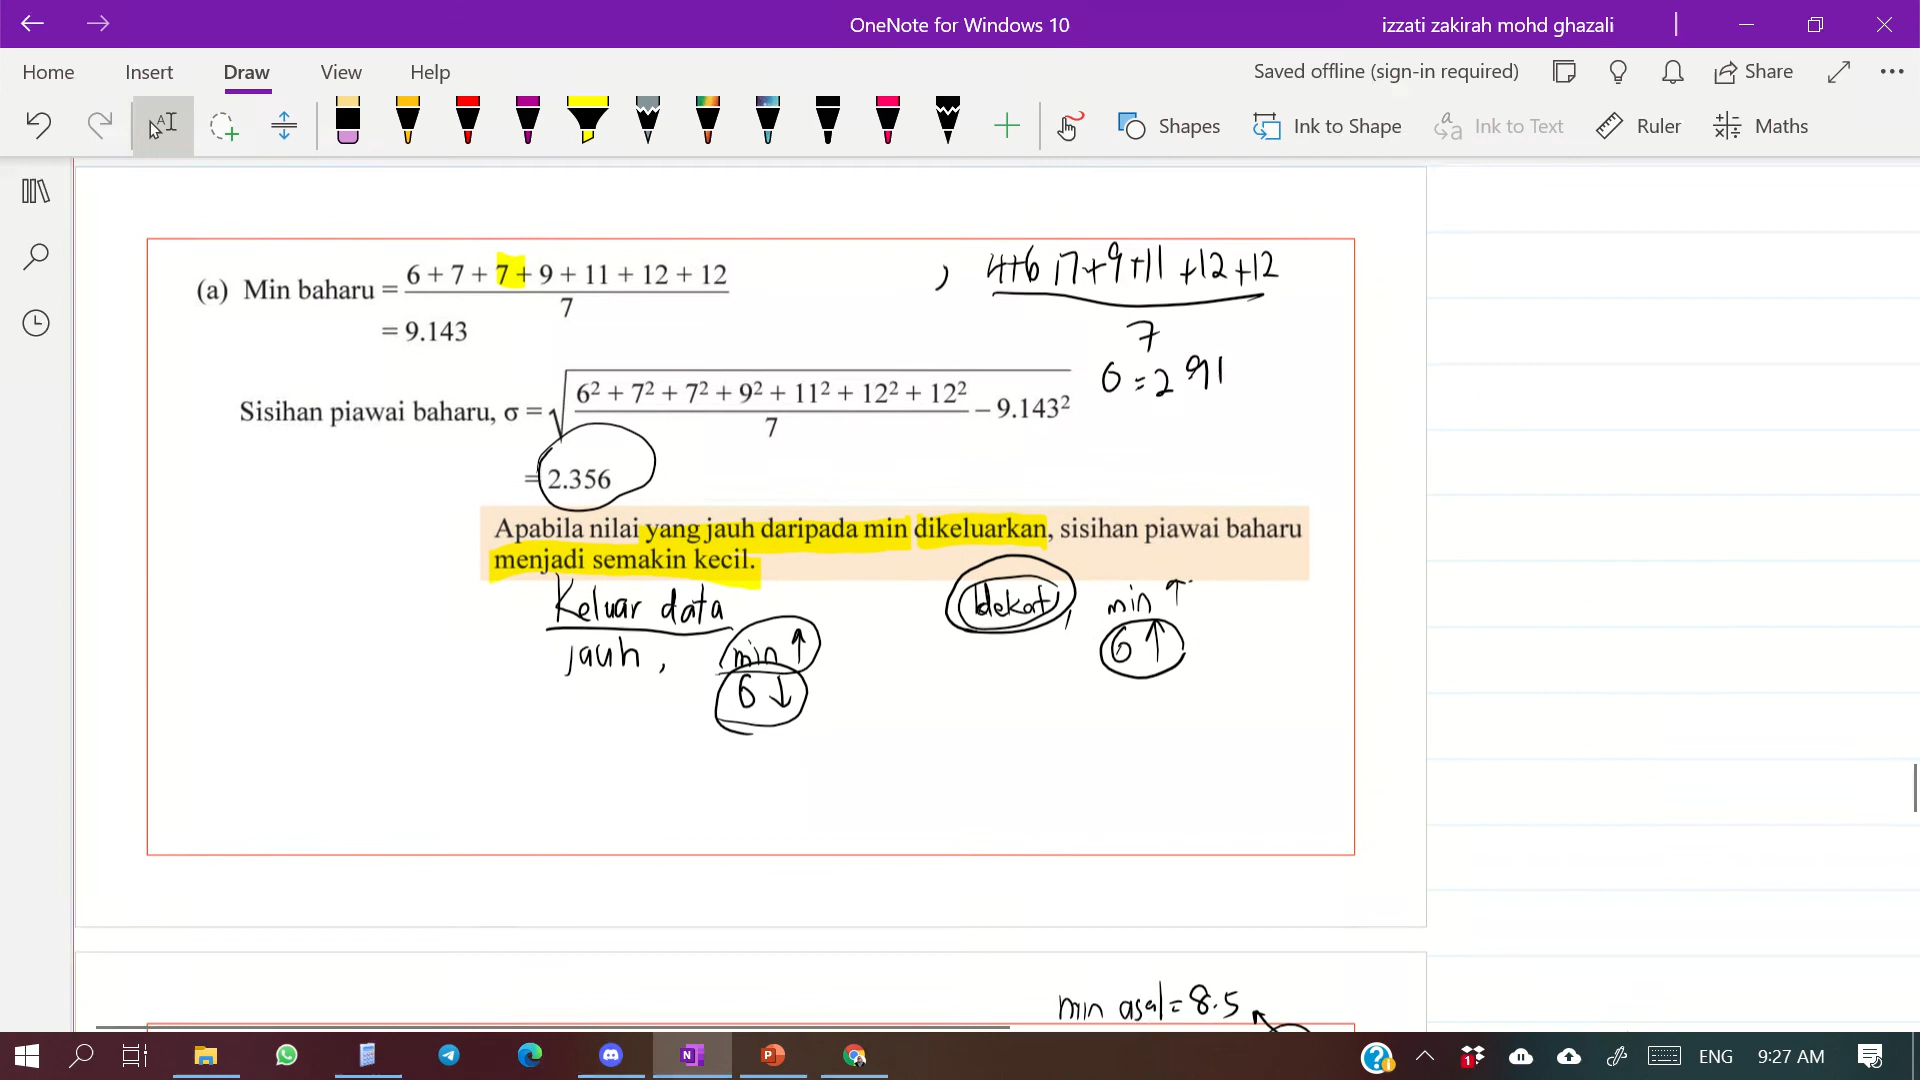 OneNote for Windows 10
izzati zakirah mohd ghazali
Home Insert Draw View Help
Saved offline (sign-in required) Share
Shapes Ink to Shape Ink to Text Ruler Maths
(a) Min baharu = 6 + 7 + 7 + 9 + 11 + 12 + 12 / 7
= 9.143
, 4+6 17+9+11 +12+12
7
6 = 2 91
Sisihan piawai baharu, σ = √ 6² + 7² + 7² + 9² + 11² + 12² + 12² / 7 – 9.143²
= 2.356
Apabila nilai yang jauh daripada min dikeluarkan, sisihan piawai baharu
menjadi semakin kecil.
Keluar data
jauh , min ↑
6 ↓
dekat, min ↑
6 ↑
min asal = 8.5
ENG 9:27 AM